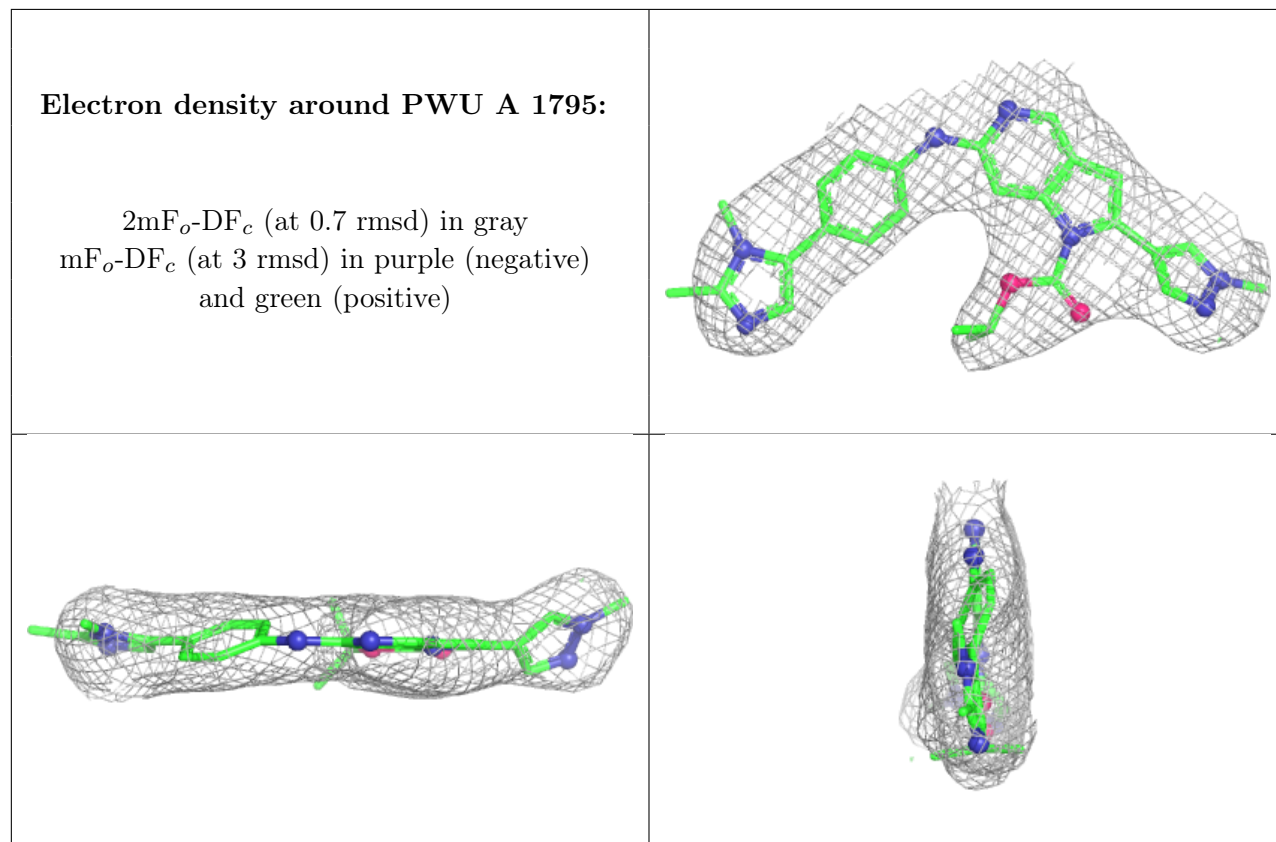 Electron density around PWU A 1795:
2mFo-DFc (at 0.7 rmsd) in gray
mFo-DFc (at 3 rmsd) in purple (negative)
and green (positive)